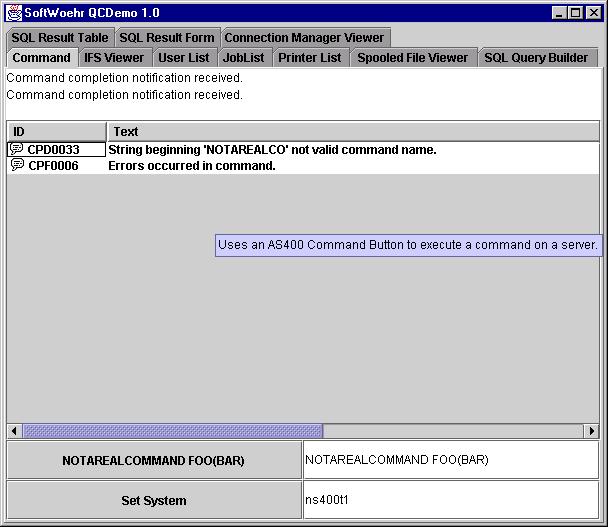 SoftWoehr QCDemo 1.0
SQL Result Table SQL Result Form Connection Manager Viewer
Command IFS Viewer User List JobList Printer List Spooled File Viewer SQL Query Builder
Command completion notification received.
Command completion notification received.
ID Text
CPD0033 String beginning 'NOTAREALCO' not valid command name.
CPF0006 Errors occurred in command.
Uses an AS400 Command Button to execute a command on a server.
NOTAREALCOMMAND FOO(BAR) NOTAREALCOMMAND FOO(BAR)
Set System ns400t1